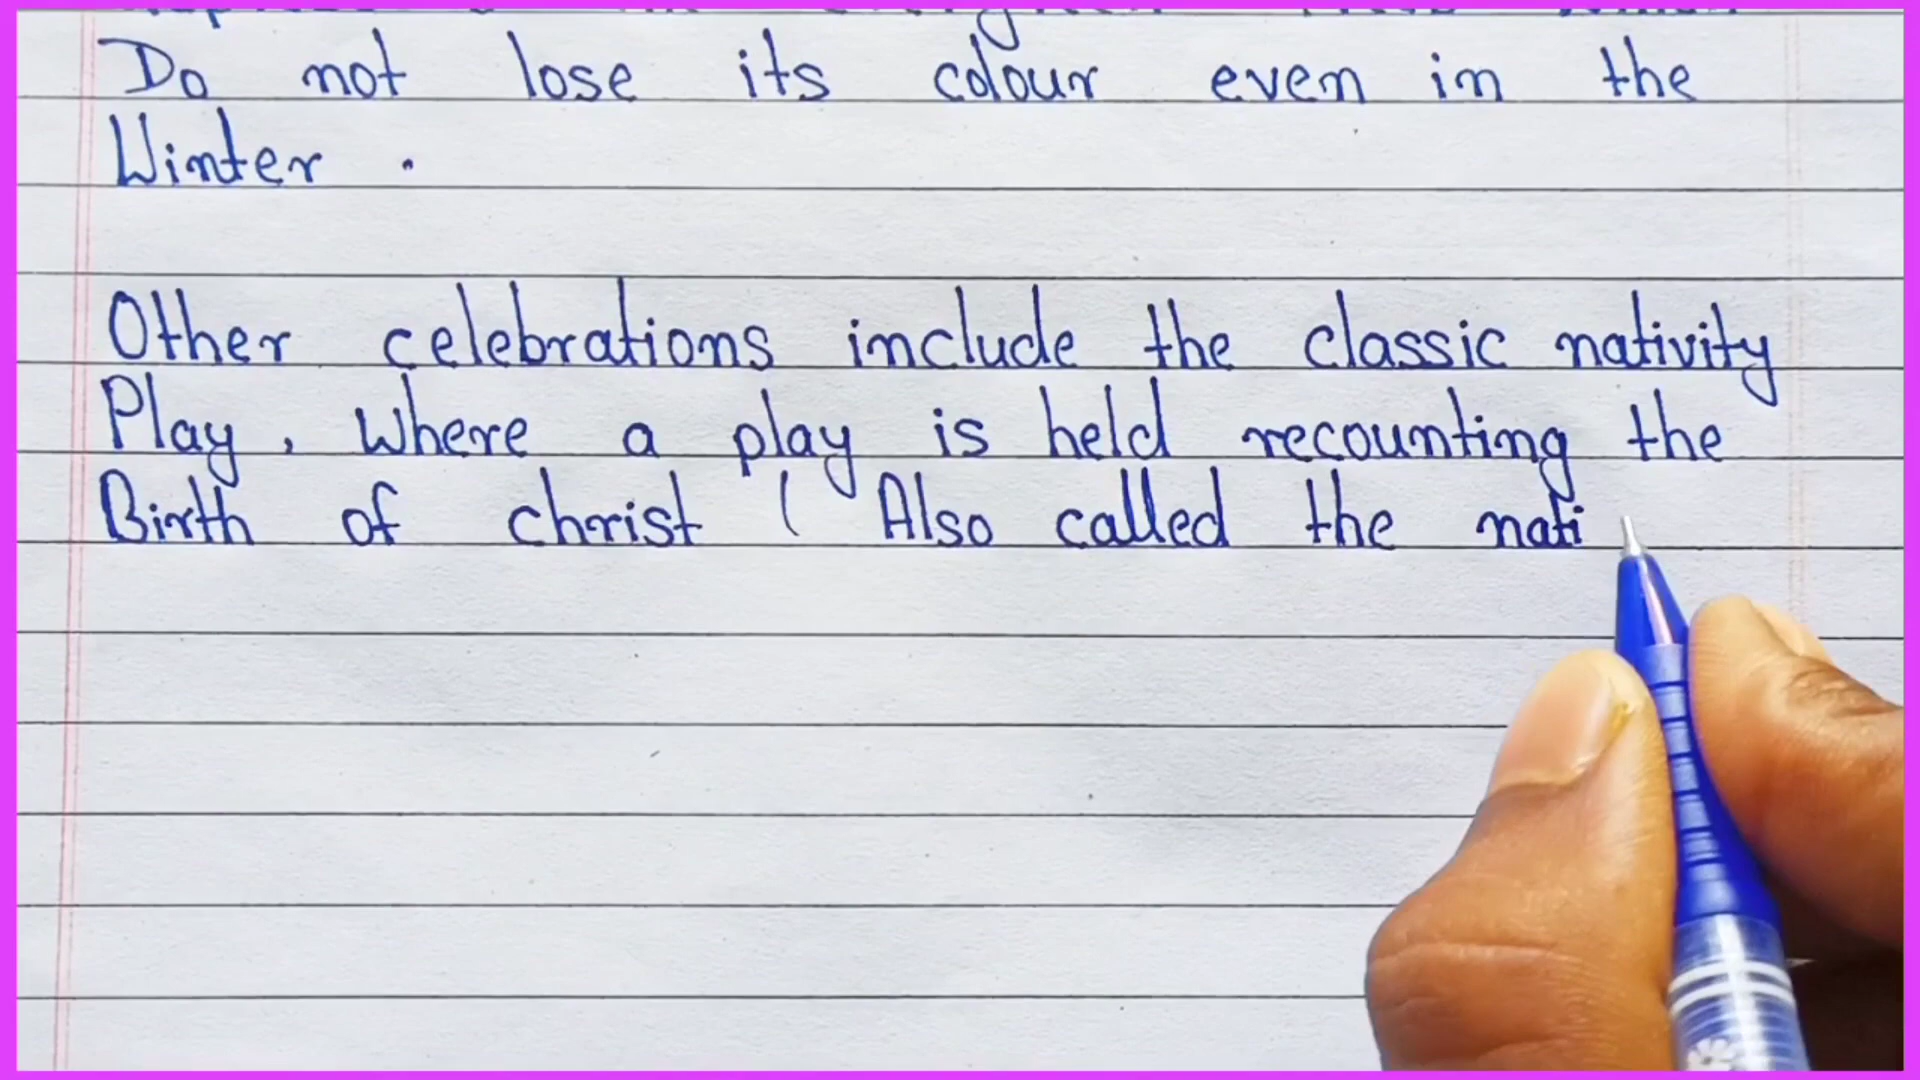 Do not lose its colour even in the
Winter .
Other celebrations include the classic nativity
Play, Where a play is held recounting the
Birth of christ ( Also called the nati